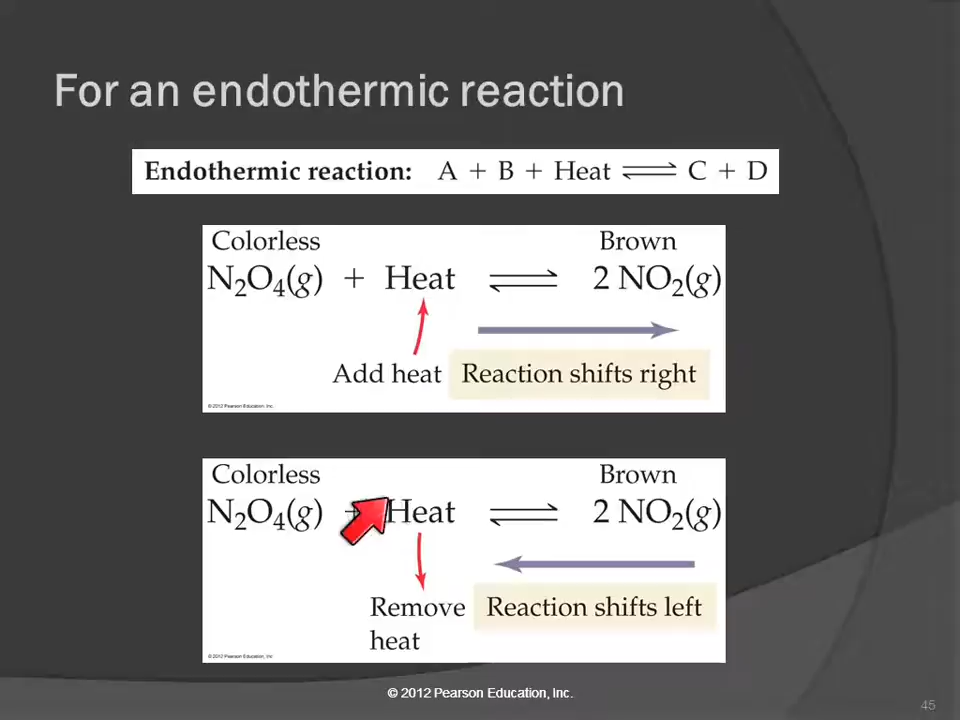 For an endothermic reaction
Endothermic reaction: A + B + Heat ⇌ C + D
Colorless Brown
N₂O₄(g) + Heat ⇌ 2 NO₂(g)
Add heat Reaction shifts right
© 2012 Pearson Education, Inc.
Colorless Brown
N₂O₄(g) + Heat ⇌ 2 NO₂(g)
Remove Reaction shifts left
heat
© 2012 Pearson Education, Inc.
© 2012 Pearson Education, Inc.
45